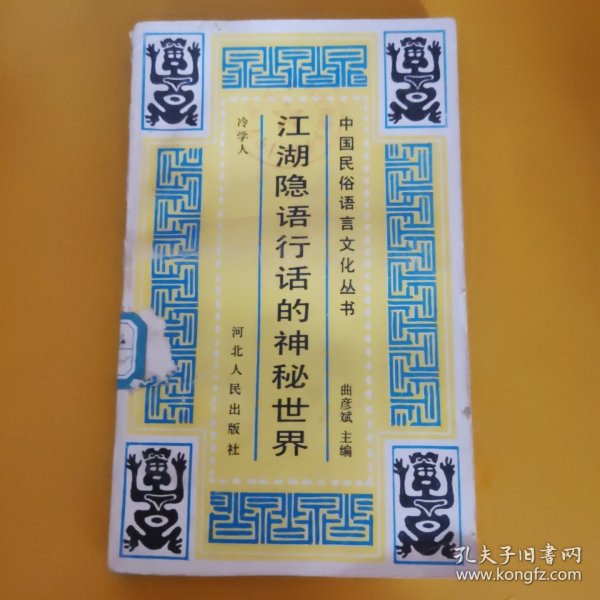 中国民俗语言文化丛书
曲彦斌 主编
江湖隐语行话的神秘世界
冷学人
河北人民出版社
孔夫子旧书网
www.kongfz.com